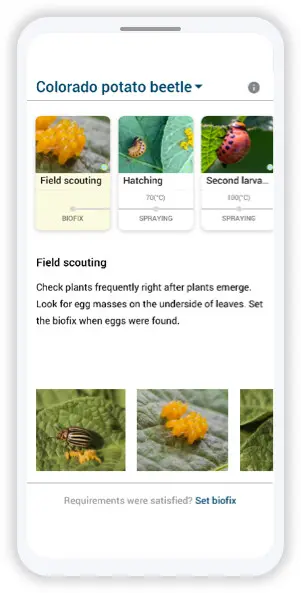 Colorado potato beetle
Field scouting
Hatching
Second larva...
70(°C)
100(°C)
BIOFIX
SPRAYING
SPRAYING
Field scouting
Check plants frequently right after plants emerge.
Look for egg masses on the underside of leaves. Set
the biofix when eggs were found.
Requirements were satisfied? Set biofix